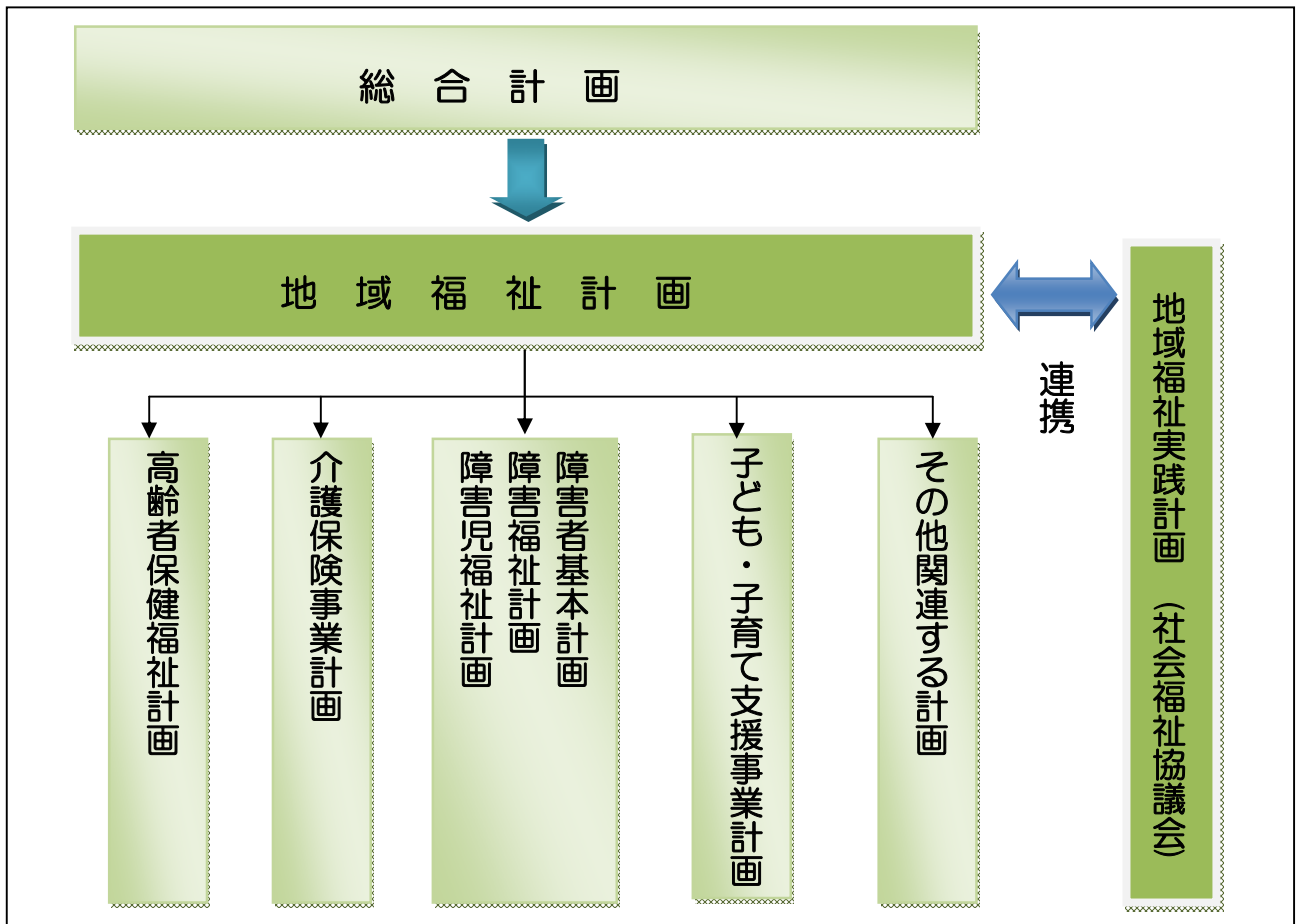 総合計画
地域福祉計画
連携
地域福祉実践計画　（社会福祉協議会）
高齢者保健福祉計画
介護保険事業計画
障害者基本計画
障害福祉計画
障害児福祉計画
子ども・子育て支援事業計画
その他関連する計画